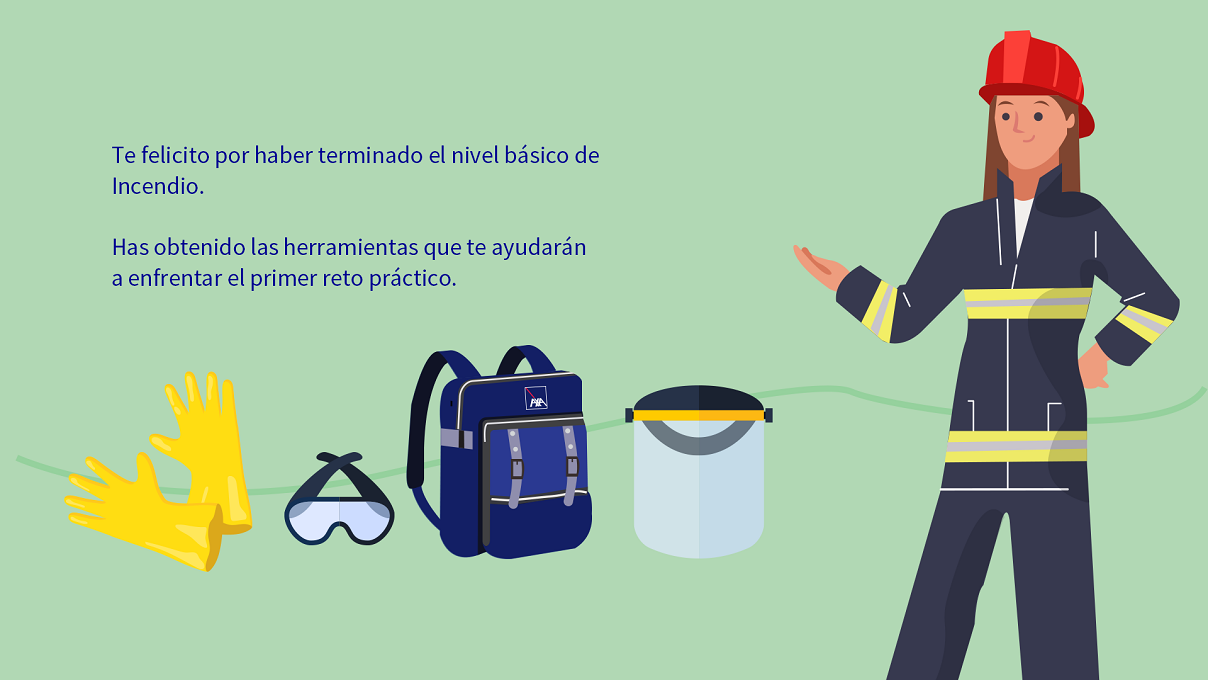 Te felicito por haber terminado el nivel básico de
Incendio.
Has obtenido las herramientas que te ayudarán
a enfrentar el primer reto práctico.
AXA